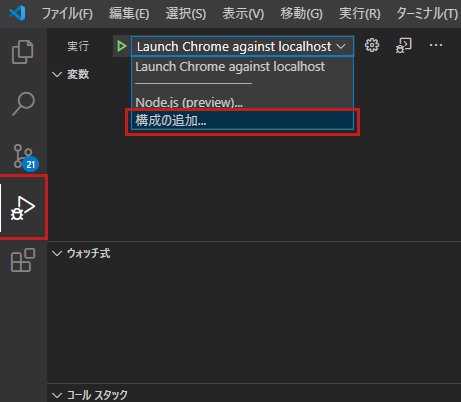 ファイル(F) 編集(E) 選択(S) 表示(V) 移動(G) 実行(R) ターミナル(T)
実行 Launch Chrome against localhost ...
変数
Launch Chrome against localhost
Node.js (preview)...
構成の追加...
21
ウォッチ式
コール スタック